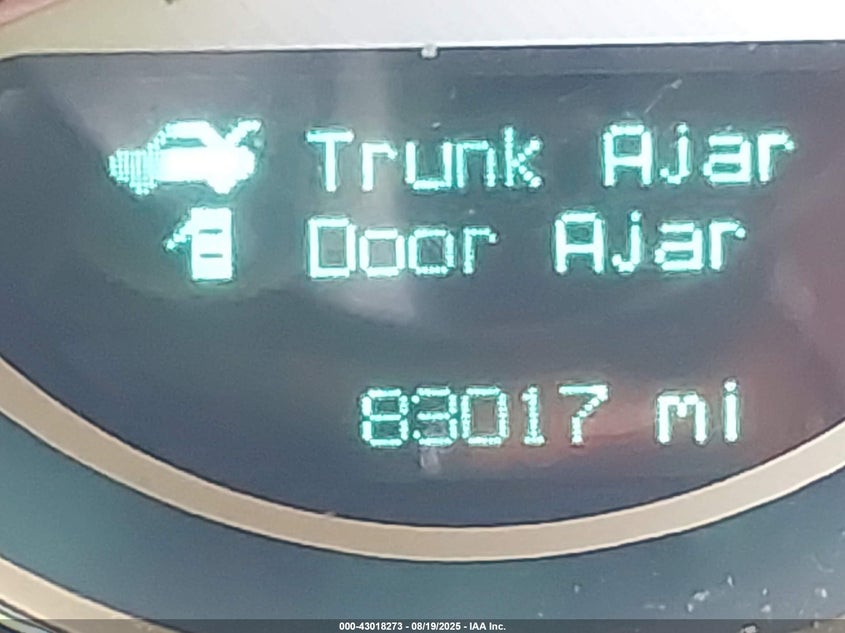 Trunk Ajar
Door Ajar
83017 mi
000-43018273 - 08/19/2025 - IAA Inc.